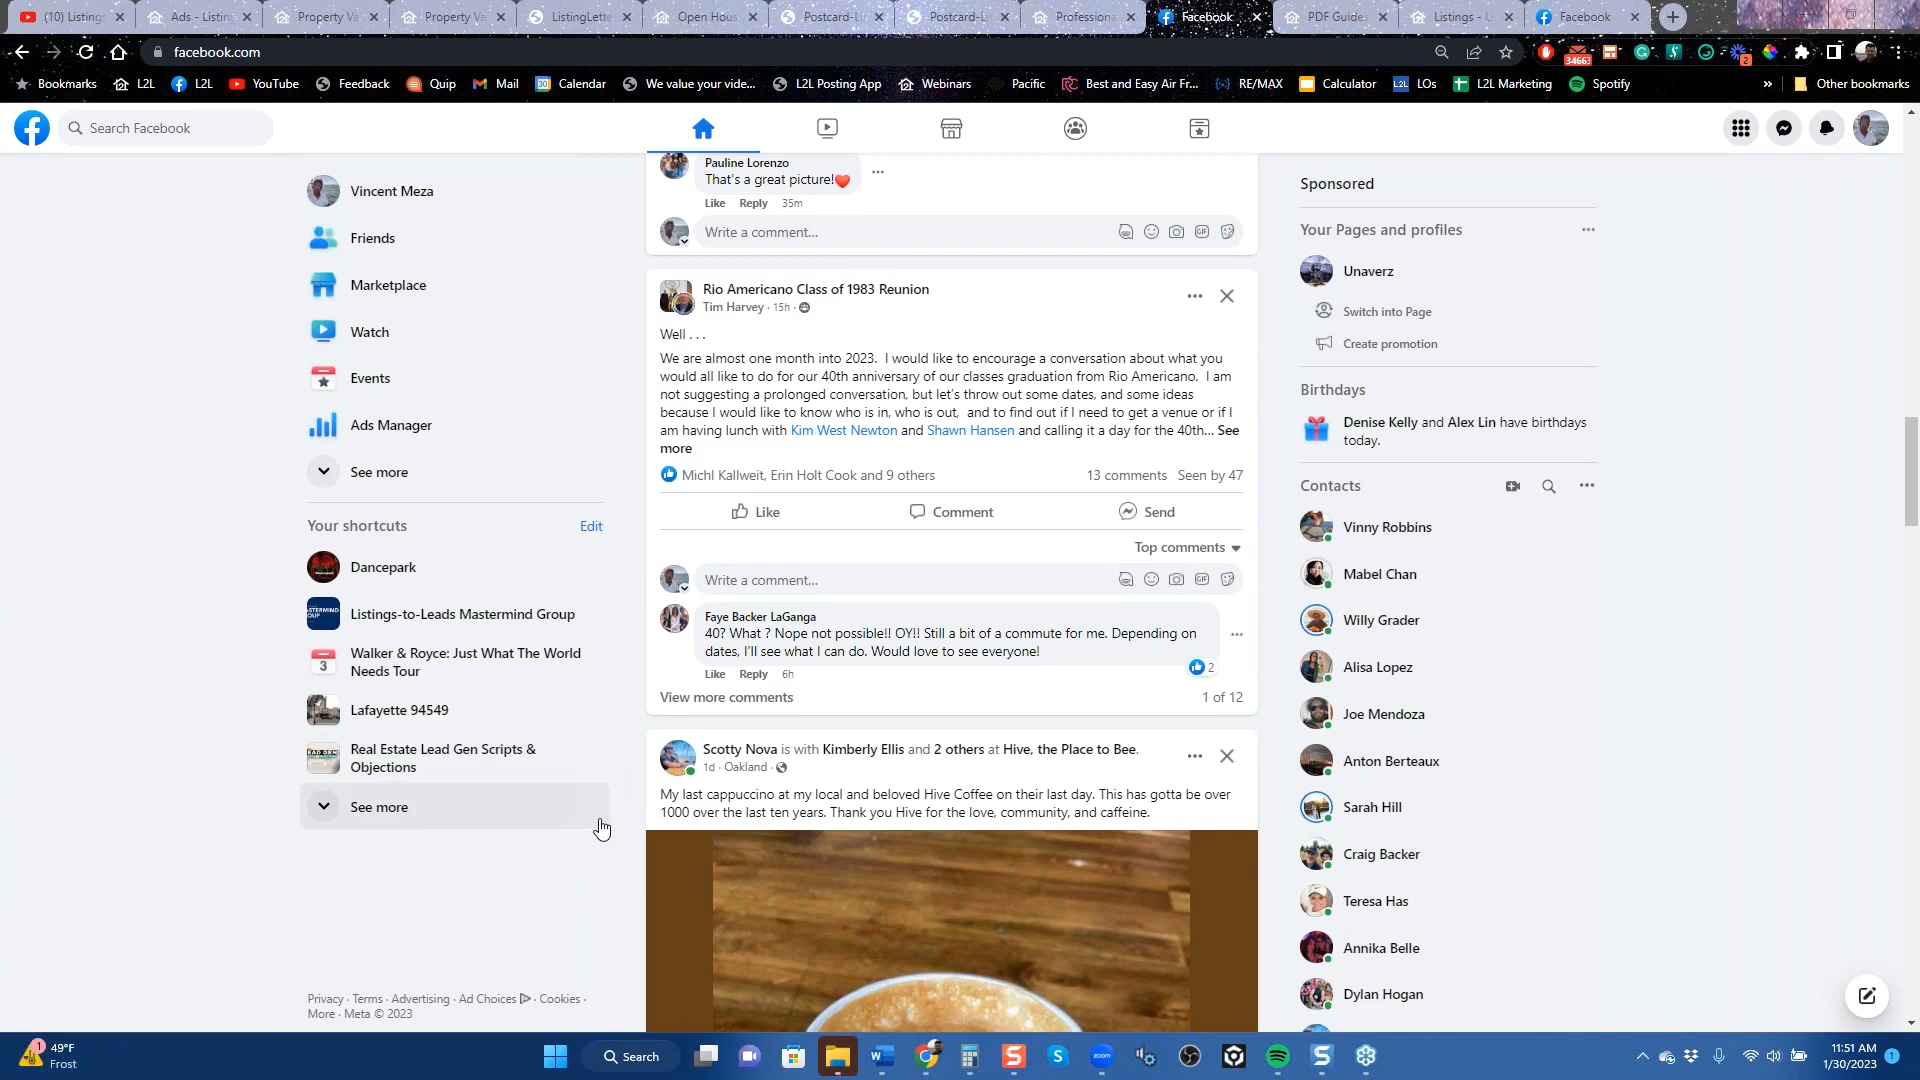 (10) Listings
Ads - Listin
Property Va
Property Va
ListingLette
Open Hous
Postcard-Li
Postcard-L
Professiona
Facebook
PDF Guide
Listings - L
Facebook
facebook.com
34663
2
Bookmarks
L2L
L2L
YouTube
Feedback
Quip
Mail
Calendar
We value your vide...
L2L Posting App
Webinars
Pacific
Best and Easy Air Fr...
RE/MAX
Calculator
LOs
L2L Marketing
Spotify
Other bookmarks
Search Facebook
Vincent Meza
Friends
Marketplace
Watch
Events
Ads Manager
See more
Your shortcuts
Edit
Dancepark
Listings-to-Leads Mastermind Group
3
Walker & Royce: Just What The World
Needs Tour
Lafayette 94549
Real Estate Lead Gen Scripts &
Objections
See more
Privacy · Terms · Advertising · Ad Choices · Cookies ·
More · Meta © 2023
Pauline Lorenzo
That's a great picture!❤
Like Reply 35m
Write a comment...
Rio Americano Class of 1983 Reunion
Tim Harvey · 15h ·
Well . . .
We are almost one month into 2023. I would like to encourage a conversation about what you
would all like to do for our 40th anniversary of our classes graduation from Rio Americano. I am
not suggesting a prolonged conversation, but let's throw out some dates, and some ideas
because I would like to know who is in, who is out, and to find out if I need to get a venue or if I
am having lunch with Kim West Newton and Shawn Hansen and calling it a day for the 40th... See
more
Michl Kallweit, Erin Holt Cook and 9 others
13 comments Seen by 47
Like
Comment
Send
Top comments
Write a comment...
Faye Backer LaGanga
40? What ? Nope not possible!! OY!! Still a bit of a commute for me. Depending on
dates, I'll see what I can do. Would love to see everyone!
2
Like Reply 6h
View more comments
1 of 12
Scotty Nova is with Kimberly Ellis and 2 others at Hive, the Place to Bee.
1d · Oakland ·
My last cappuccino at my local and beloved Hive Coffee on their last day. This has gotta be over
1000 over the last ten years. Thank you Hive for the love, community, and caffeine.
Sponsored
Your Pages and profiles
Unaverz
Switch into Page
Create promotion
Birthdays
Denise Kelly and Alex Lin have birthdays
today.
Contacts
Vinny Robbins
Mabel Chan
Willy Grader
Alisa Lopez
Joe Mendoza
Anton Berteaux
Sarah Hill
Craig Backer
Teresa Has
Annika Belle
Dylan Hogan
1
49°F
Frost
Search
zoom
11:51 AM
1/30/2023
1